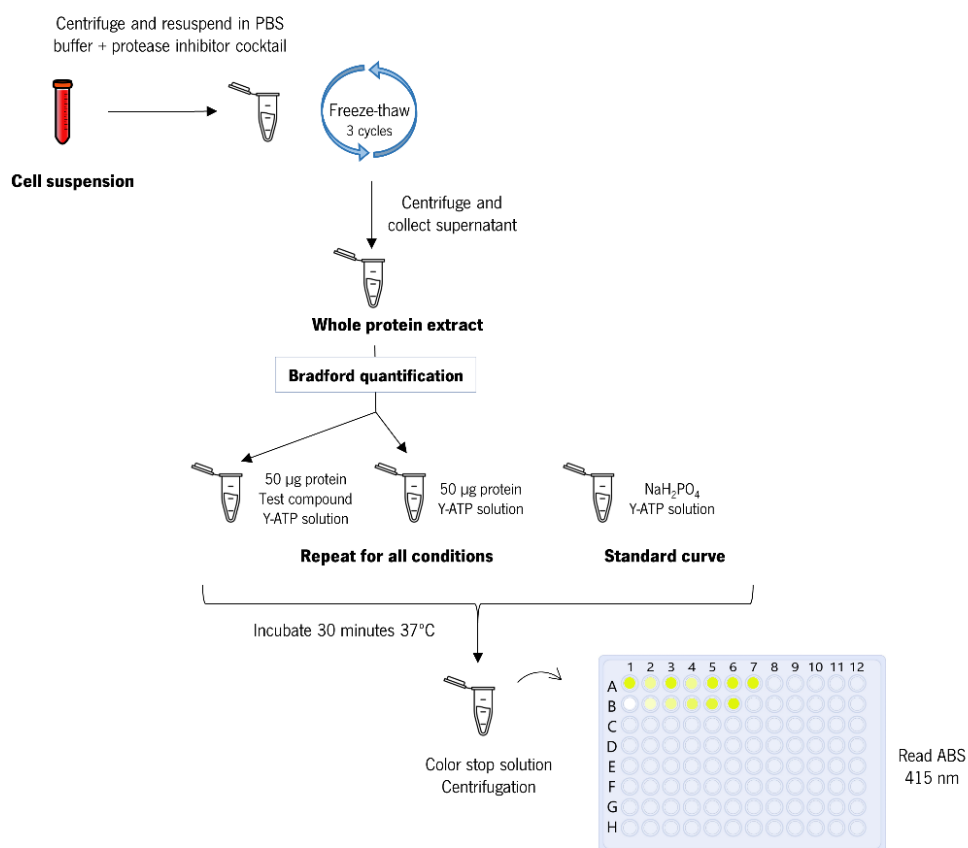 Centrifuge and resuspend in PBS
buffer + protease inhibitor cocktail
Freeze-thaw
3 cycles
Cell suspension
Centrifuge and
collect supernatant
Whole protein extract
Bradford quantification
50 µg protein
Test compound
Y-ATP solution
50 µg protein
Y-ATP solution
NaH₂PO₄
Y-ATP solution
Repeat for all conditions
Standard curve
Incubate 30 minutes 37°C
1 2 3 4 5 6 7 8 9 10 11 12
A
B
C
D
E
F
G
H
Color stop solution
Centrifugation
Read ABS
415 nm